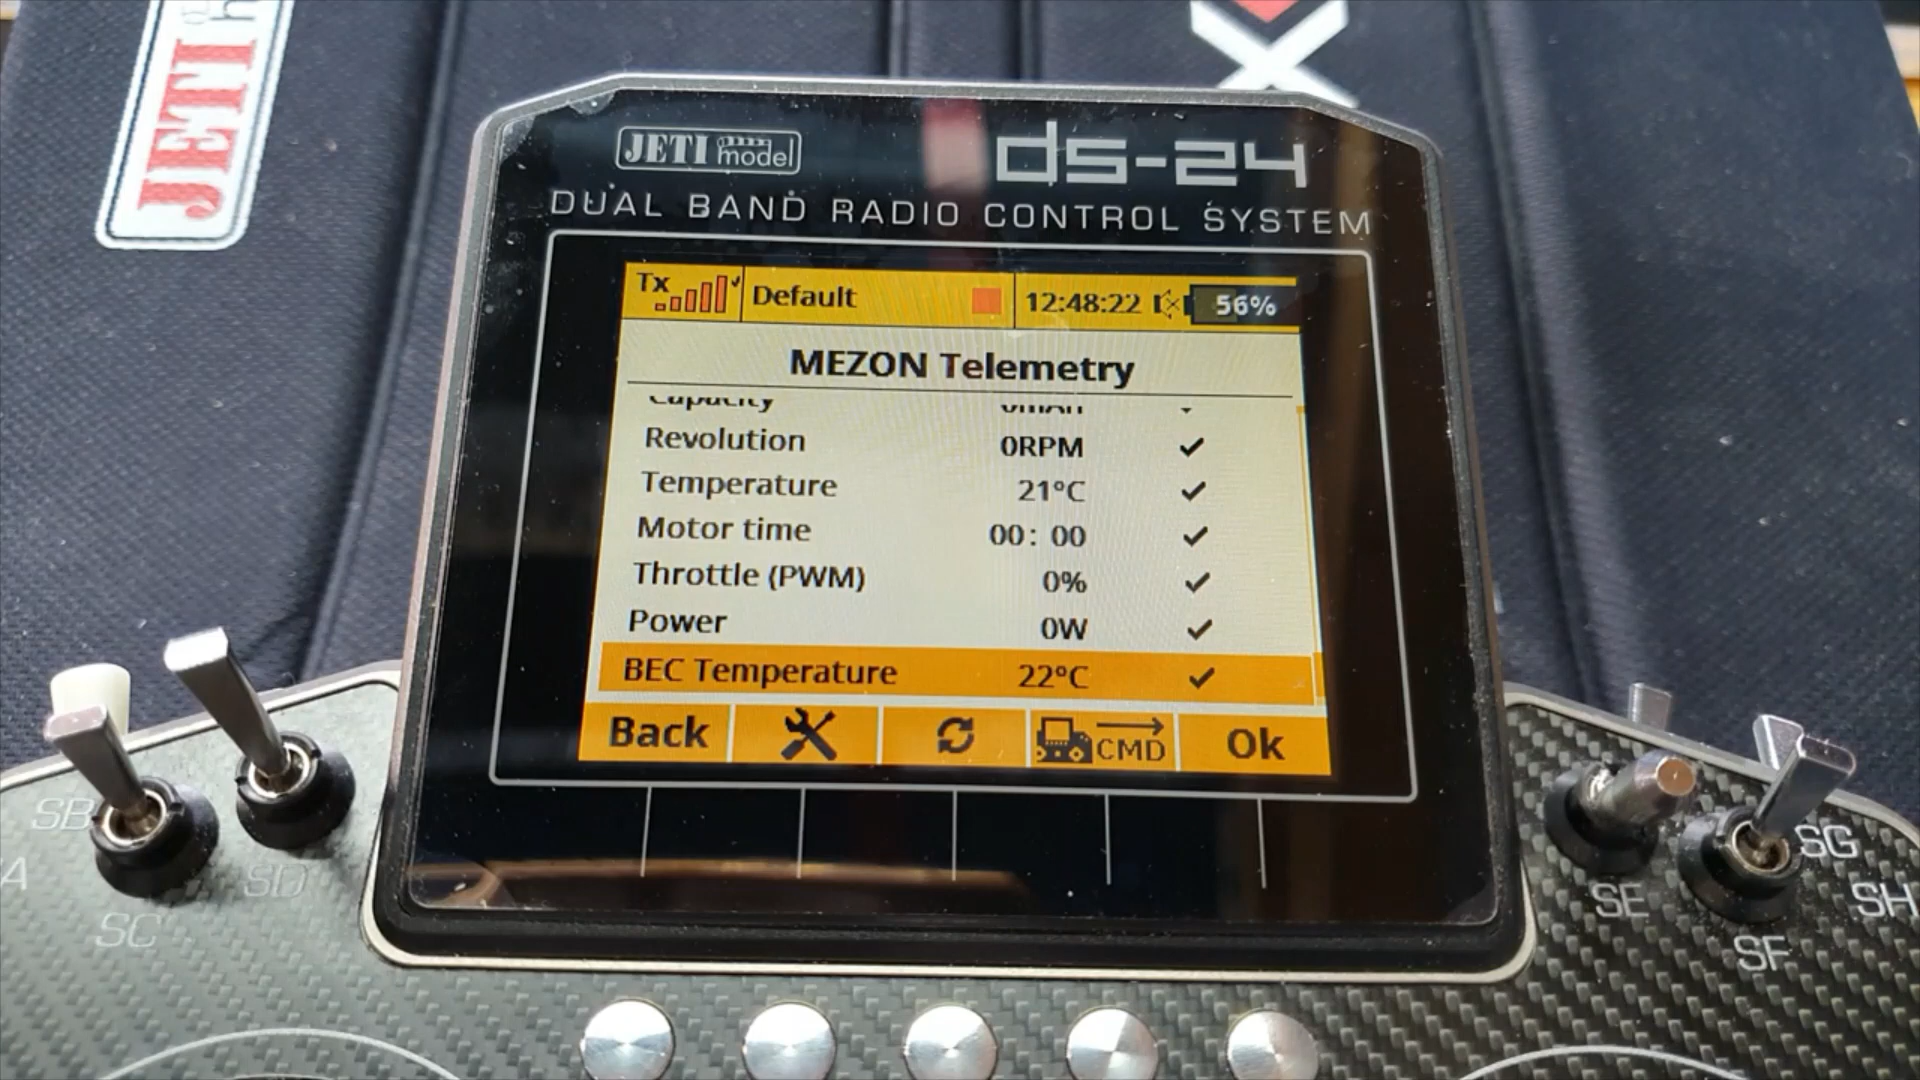 JETI
JETI model
ds-24
DUAL BAND RADIO CONTROL SYSTEM
Tx Default 12:48:22 56%
MEZON Telemetry
Capacity 0mAh
Revolution 0RPM
Temperature 21°C
Motor time 00: 00
Throttle (PWM) 0%
Power 0W
BEC Temperature 22°C
Back CMD Ok
SB
SC
SD
SE
SF
SG
SH